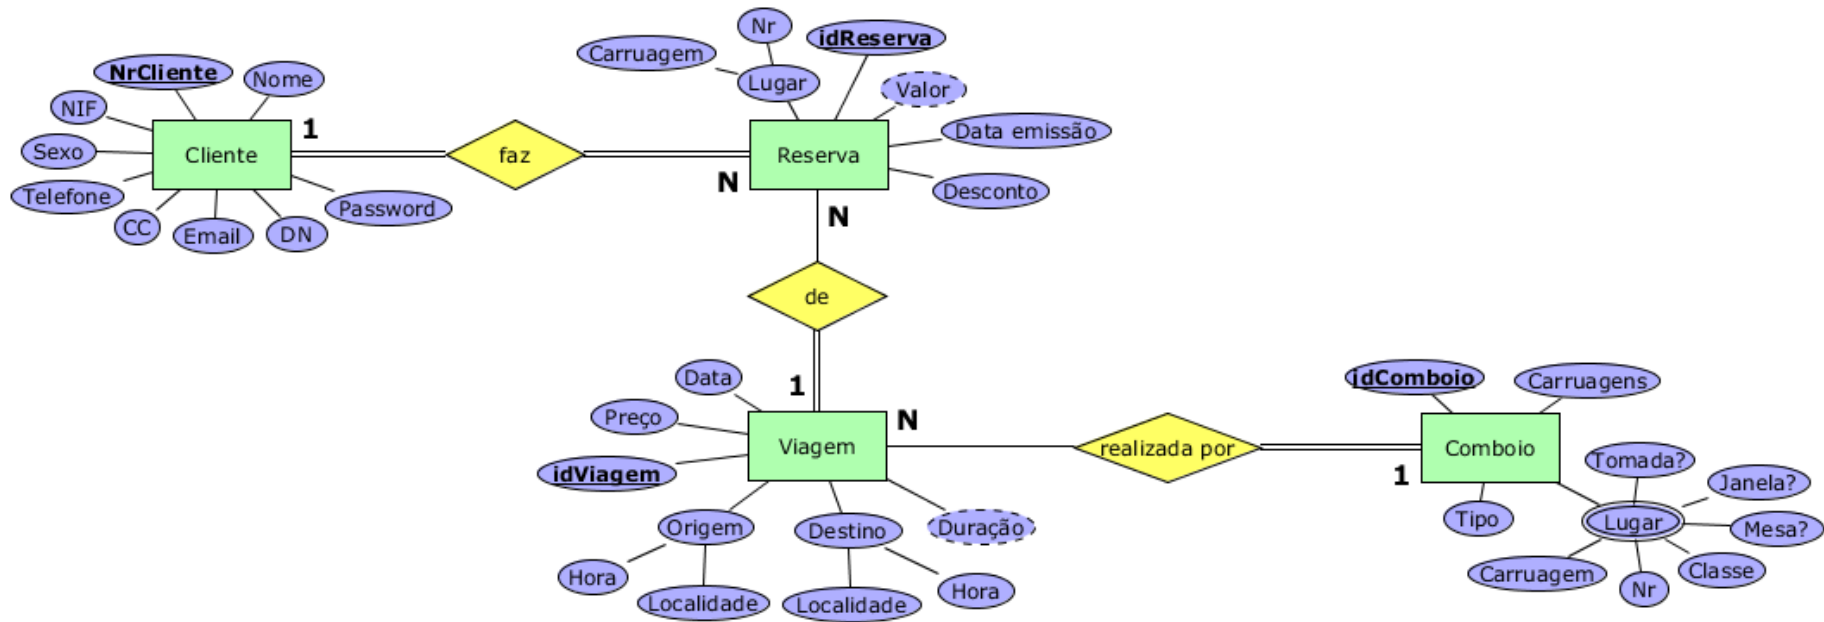 Nr
idReserva
Carruagem
NrCliente
Nome
Lugar
Valor
NIF
1
Data emissão
Sexo
Cliente
faz
Reserva
Telefone
N
Desconto
Password
CC
Email
DN
N
de
Data
1
idComboio
Carruagens
Preço
N
Viagem
realizada por
Comboio
Tomada?
idViagem
1
Janela?
Origem
Destino
Duração
Tipo
Lugar
Mesa?
Hora
Carruagem
Classe
Localidade
Localidade
Hora
Nr